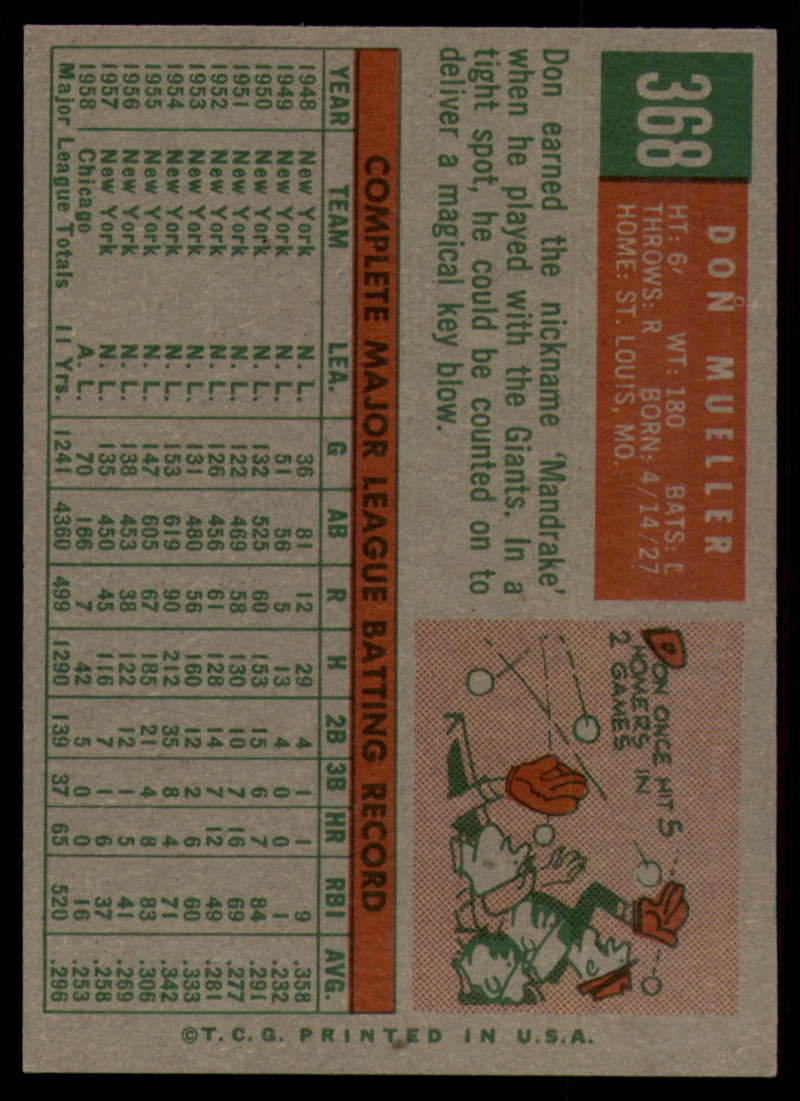 368
DON MUELLER
HT: 6' WT: 180 BATS: L
THROWS: R BORN: 4/14/27
HOME: ST. LOUIS, MO.
Don earned the nickname 'Mandrake'
when he played with the Giants. In a
tight spot, he could be counted on to
deliver a magical key blow.
DON ONCE HIT 5
HOMERS IN
2 GAMES
COMPLETE MAJOR LEAGUE BATTING RECORD
YEAR TEAM LEA. G AB R H 2B 3B HR RBI AVG.
1948 New York N. L. 36 81 12 29 4 1 1 9 .358
1949 New York N. L. 51 56 5 13 4 0 0 1 .232
1950 New York N. L. 132 525 60 153 15 6 7 84 .291
1951 New York N. L. 122 469 58 130 10 7 16 69 .277
1952 New York N. L. 126 456 61 128 14 7 12 49 .281
1953 New York N. L. 131 480 56 160 12 2 6 60 .333
1954 New York N. L. 153 619 90 212 35 8 4 71 .342
1955 New York N. L. 147 605 67 185 21 4 8 83 .306
1956 New York N. L. 138 453 38 122 12 1 5 41 .269
1957 New York N. L. 135 450 45 116 7 1 6 37 .258
1958 Chicago A. L. 70 166 7 42 5 0 0 16 .253
Major League Totals 11 Yrs. 1241 4360 499 1290 139 37 65 520 .296
©T.C.G. PRINTED IN U.S.A.